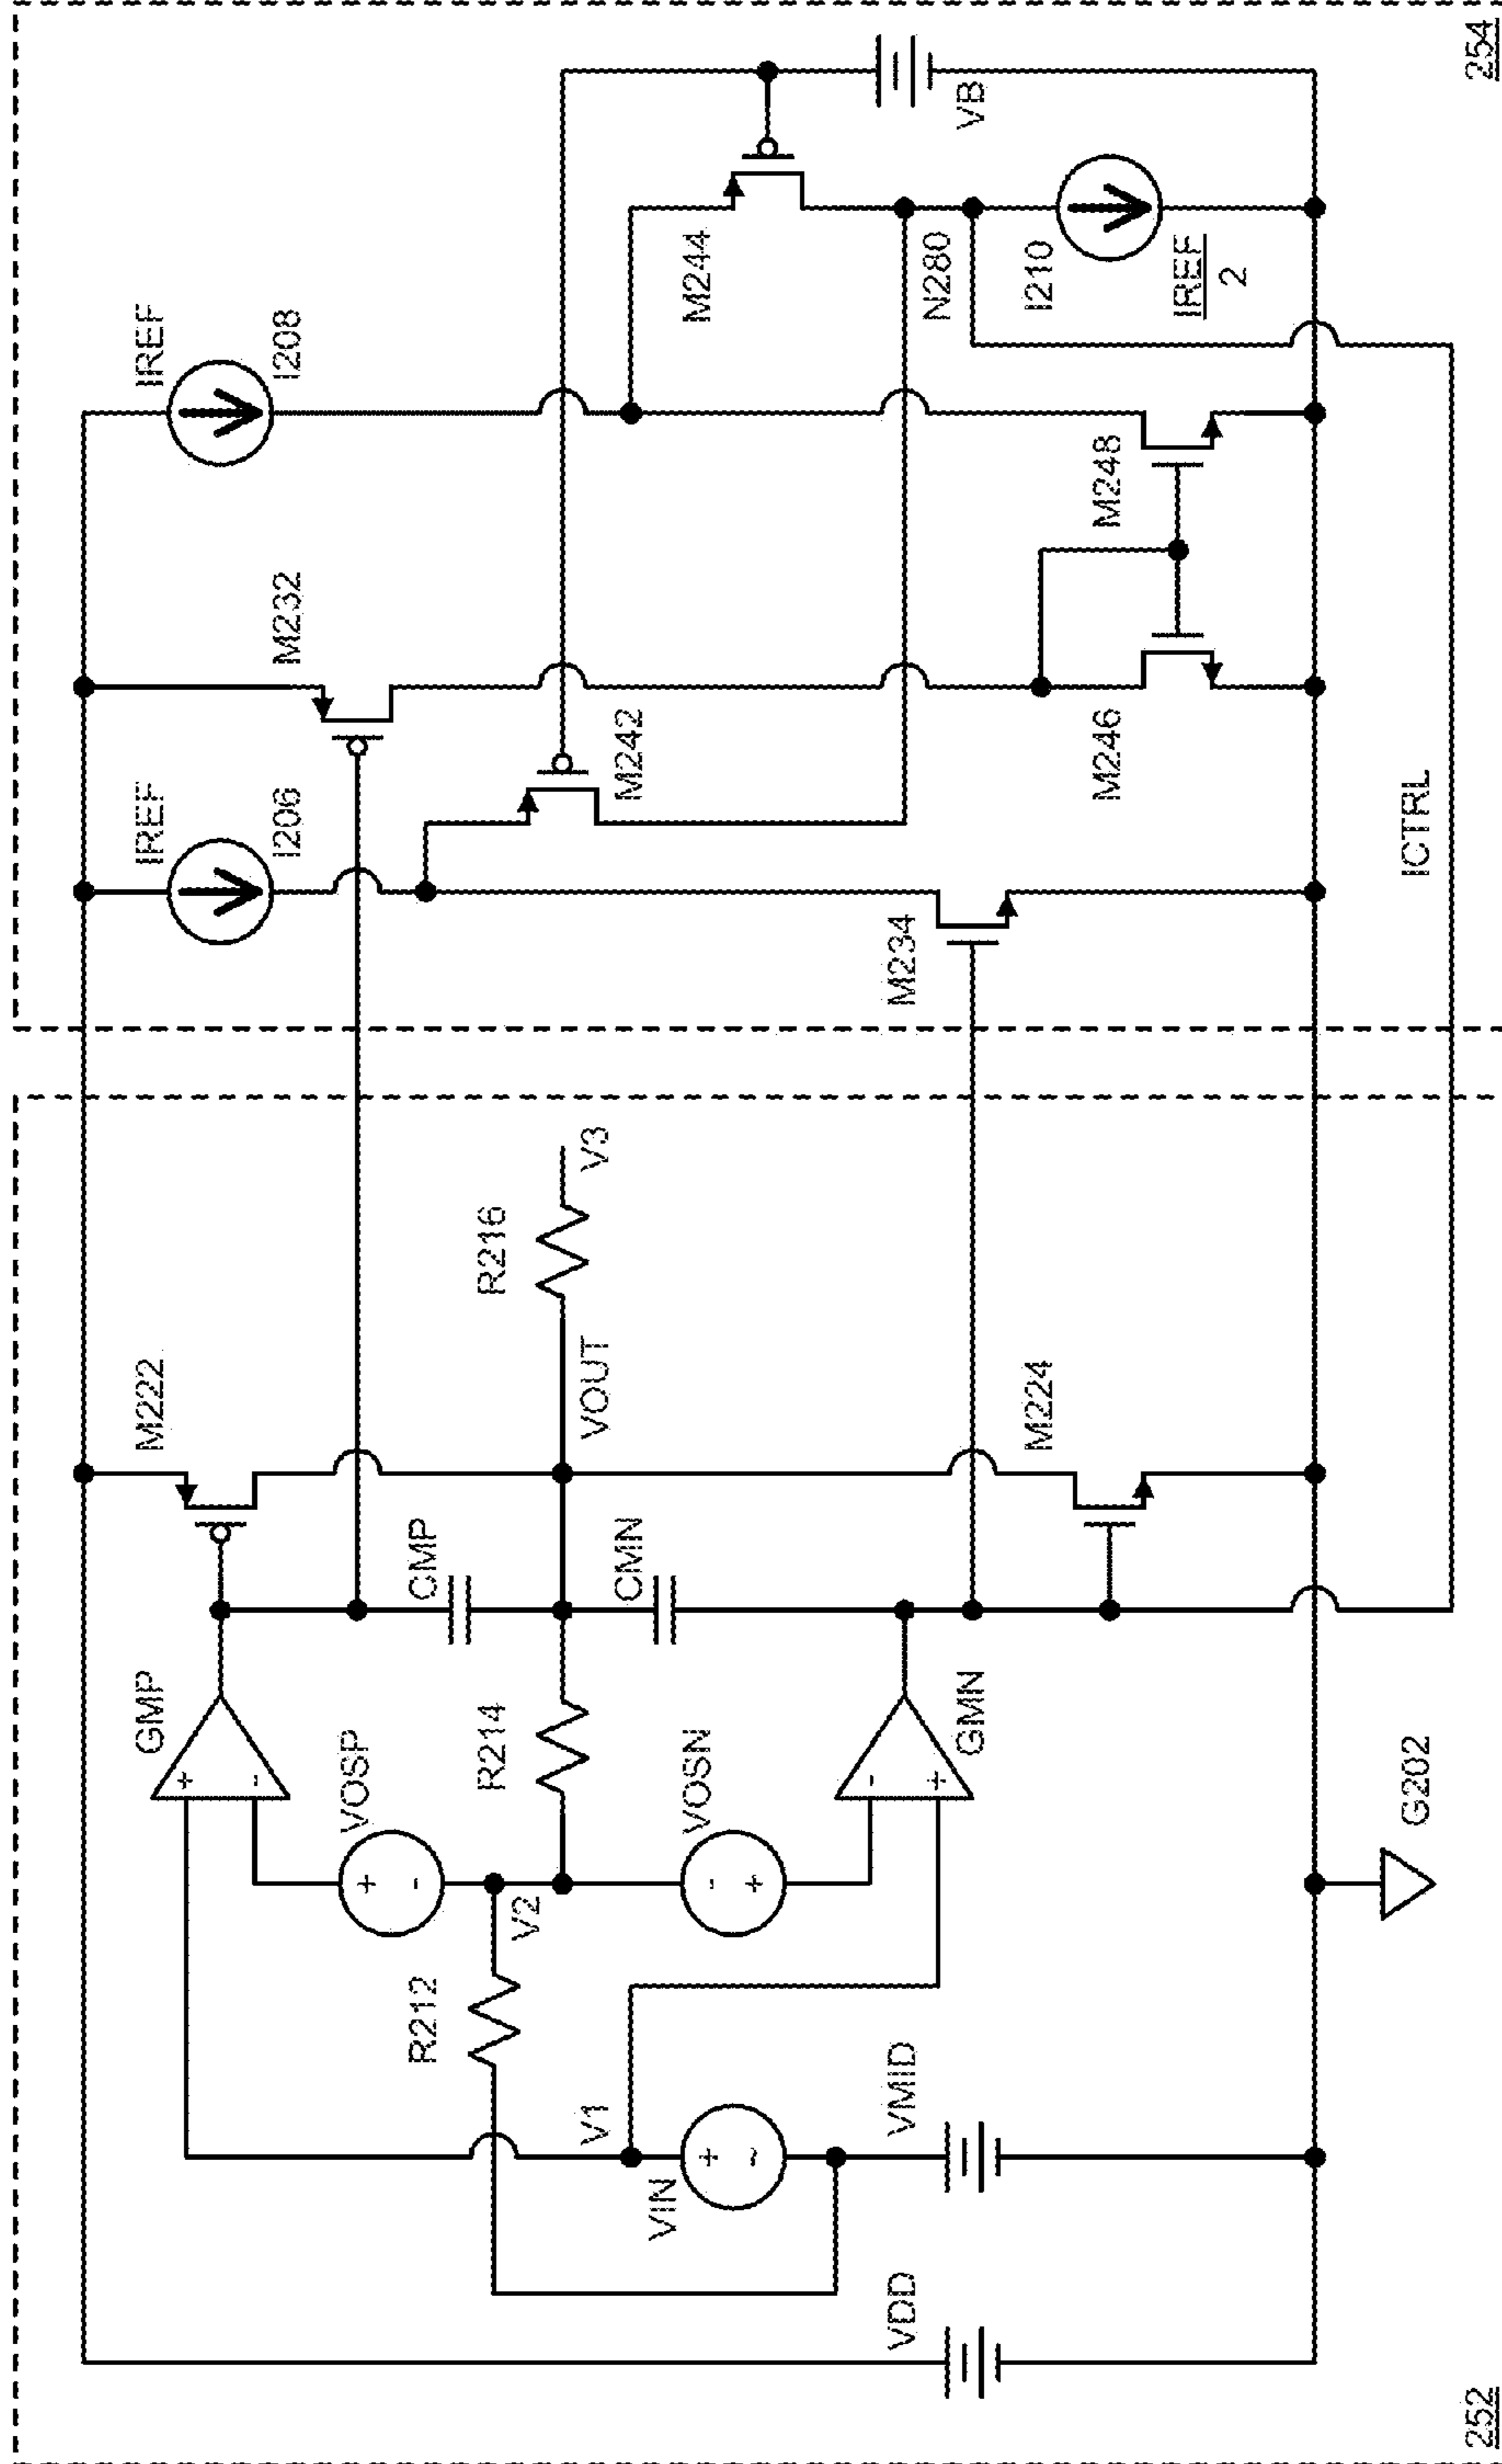 252
VDD
VIN
V1
VMID
R212
V2
VOSP
VOSN
GMP
R214
GMN
G202
CMP
CMN
M222
VOUT
M224
R216
V3
IREF
I206
M234
M232
M242
M246
ICTRL
IREF
I208
M248
M244
N280
I210
IREF
2
VB
254
+
-
+
-
-
+
-
+
+
~